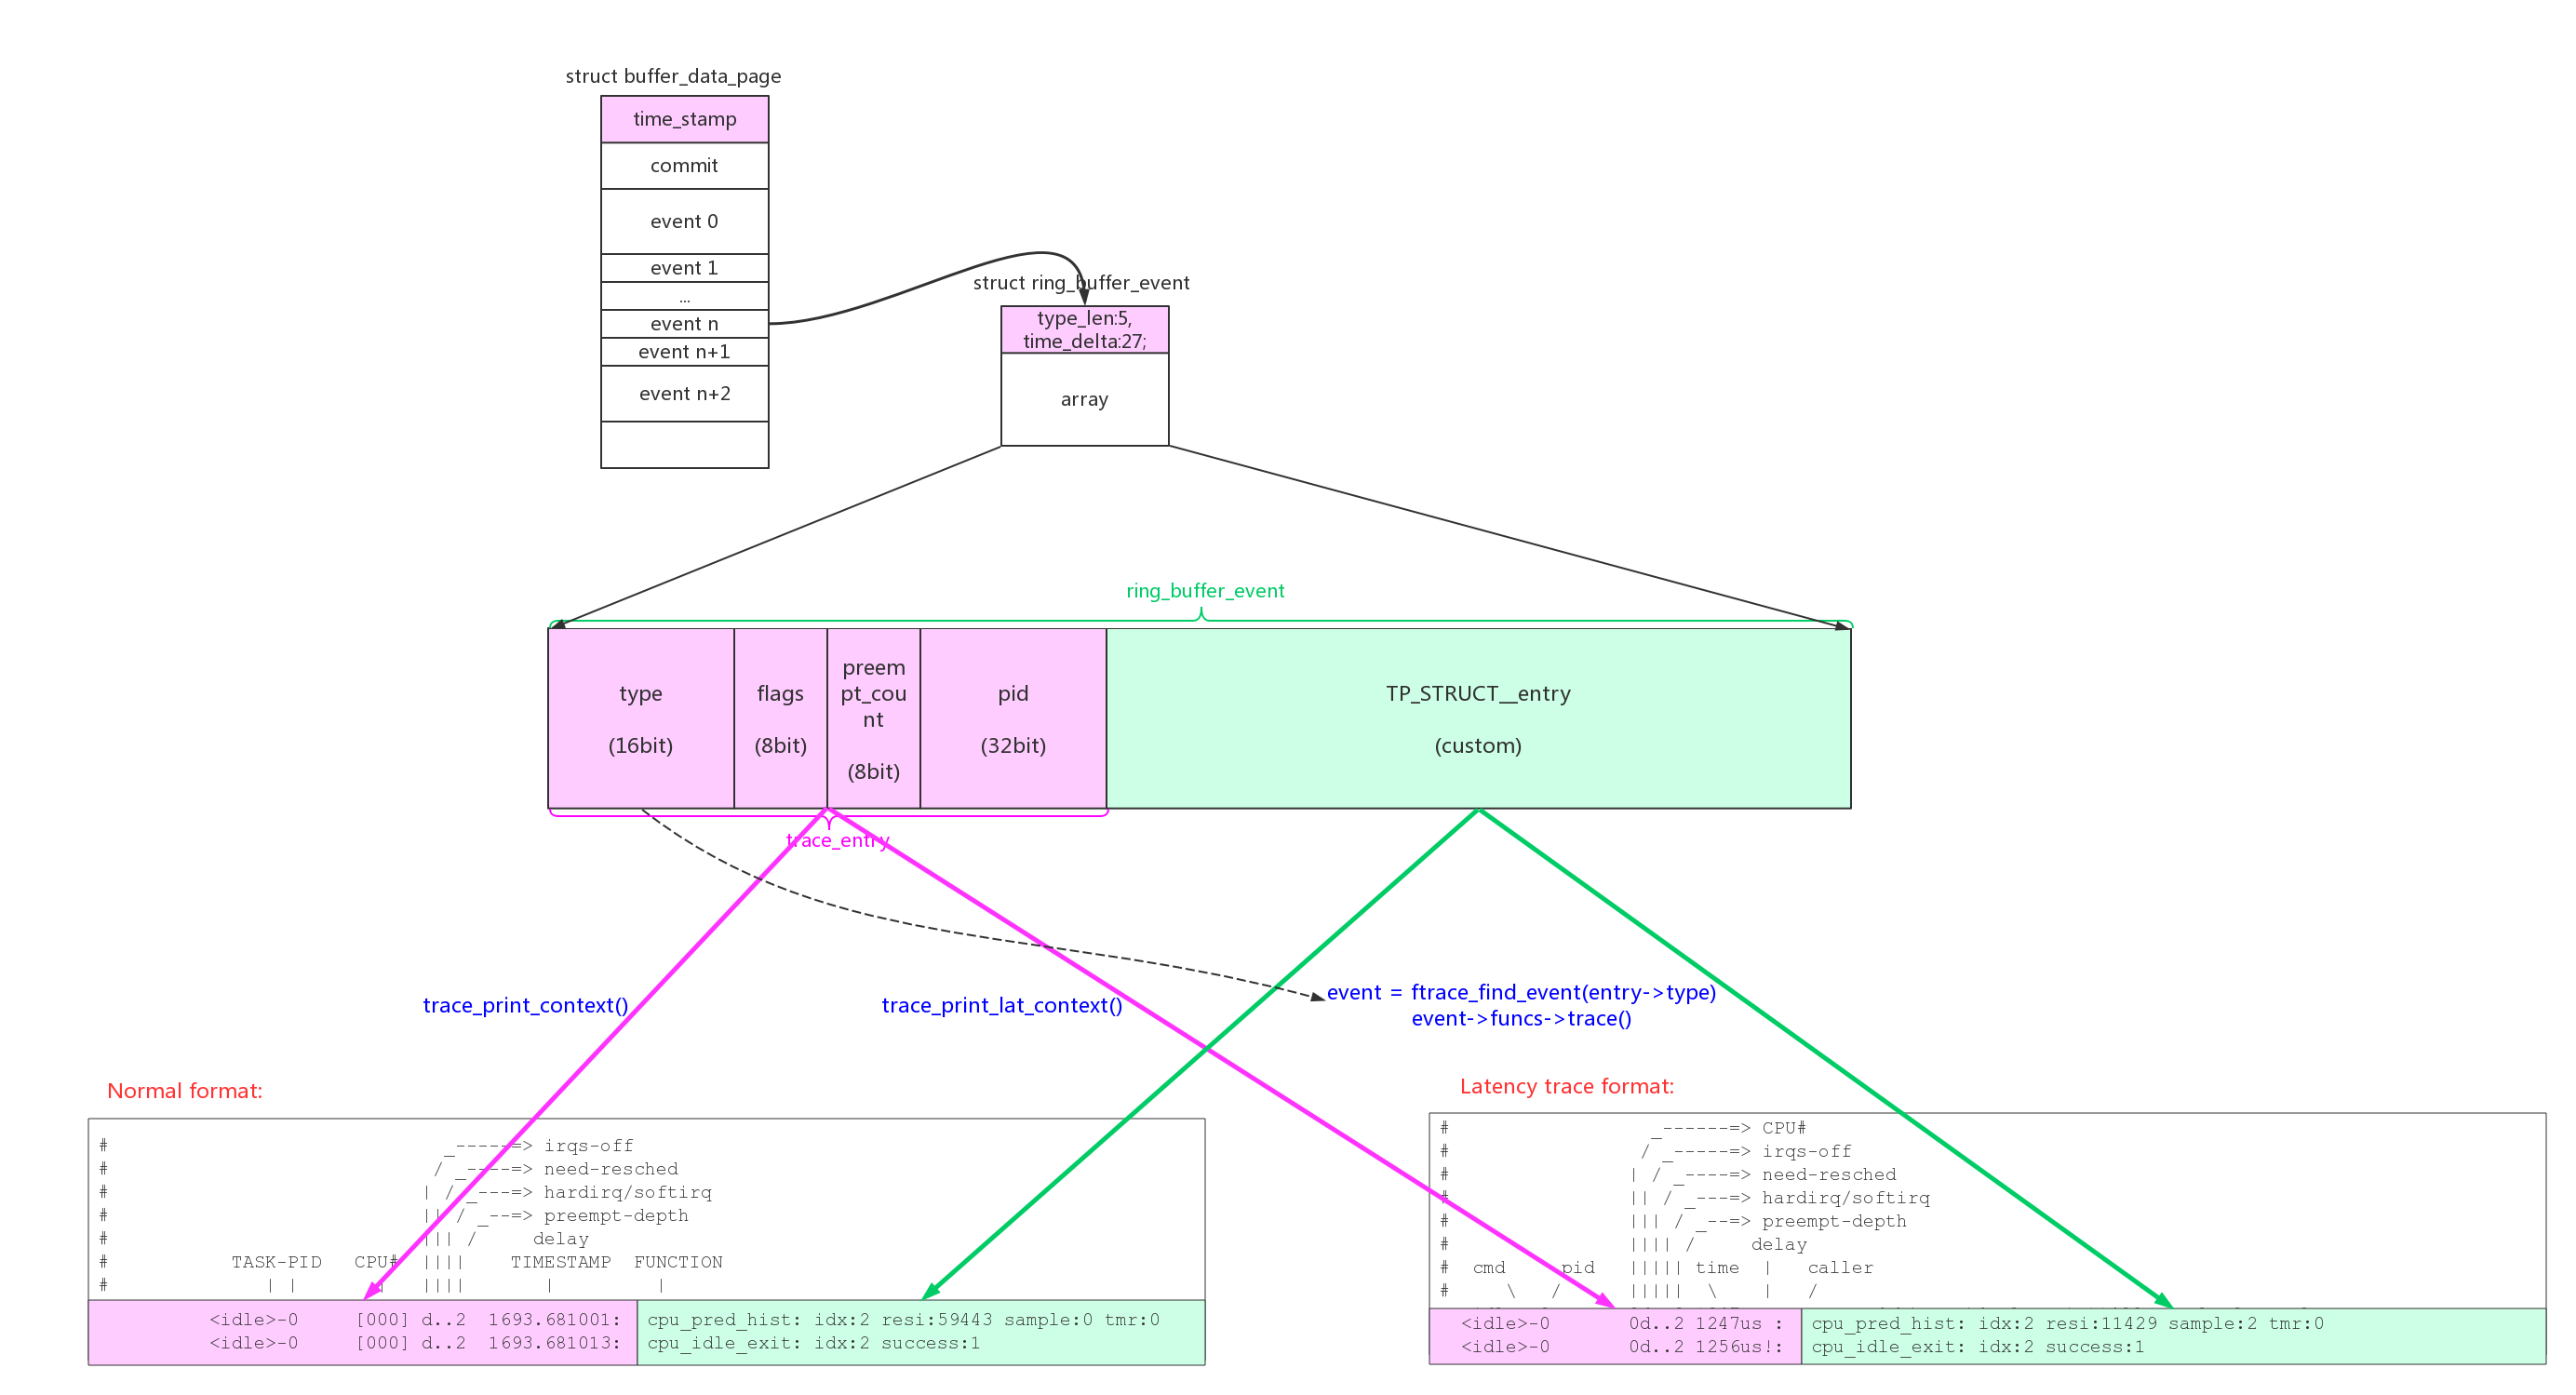 struct buffer_data_page
time_stamp
commit
event 0
event 1
...
event n
event n+1
event n+2
struct ring_buffer_event
type_len:5,
time_delta:27;
array
ring_buffer_event
type
(16bit)
flags
(8bit)
preem
pt_cou
nt
(8bit)
pid
(32bit)
TP_STRUCT__entry
(custom)
trace_entry
trace_print_context()
trace_print_lat_context()
event = ftrace_find_event(entry->type)
event->funcs->trace()
Normal format:
#                              _-----=> irqs-off
#                             / _----=> need-resched
#                            | / _---=> hardirq/softirq
#                            || / _--=> preempt-depth
#                            ||| /     delay
#           TASK-PID   CPU#  ||||    TIMESTAMP  FUNCTION
#              | |       |   ||||       |         |
<idle>-0     [000] d..2  1693.681001: cpu_pred_hist: idx:2 resi:59443 sample:0 tmr:0
<idle>-0     [000] d..2  1693.681013: cpu_idle_exit: idx:2 success:1
Latency trace format:
#                  _------=> CPU#
#                 / _-----=> irqs-off
#                | / _----=> need-resched
#                || / _---=> hardirq/softirq
#                ||| / _--=> preempt-depth
#                |||| /     delay
#  cmd     pid   ||||| time  |   caller
#     \   /      |||||  \    |   /
<idle>-0       0d..2 1247us : cpu_pred_hist: idx:2 resi:11429 sample:2 tmr:0
<idle>-0       0d..2 1256us!: cpu_idle_exit: idx:2 success:1